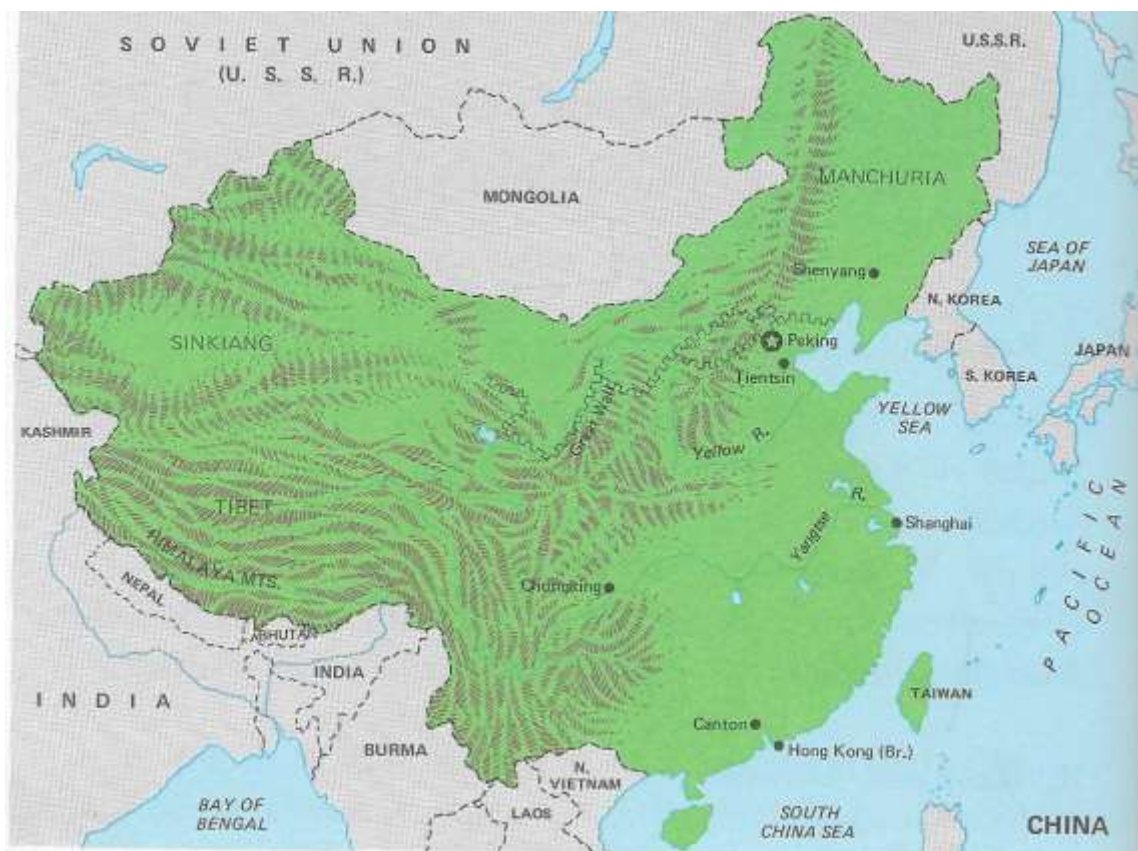 SOVIET UNION
(U. S. S. R.)
U.S.S.R.
MONGOLIA
MANCHURIA
SEA OF
JAPAN
Shenyang
N. KOREA
SINKIANG
Peking
JAPAN
Tientsin
S. KOREA
KASHMIR
Great Wall
YELLOW
SEA
Yellow R.
TIBET
Yangtse R.
Shanghai
PACIFIC
OCEAN
HIMALAYA MTS.
NEPAL
Chungking
BHUTAN
INDIA
INDIA
TAIWAN
Canton
BURMA
Hong Kong (Br.)
N.
VIETNAM
BAY OF
BENGAL
LAOS
SOUTH
CHINA SEA
CHINA